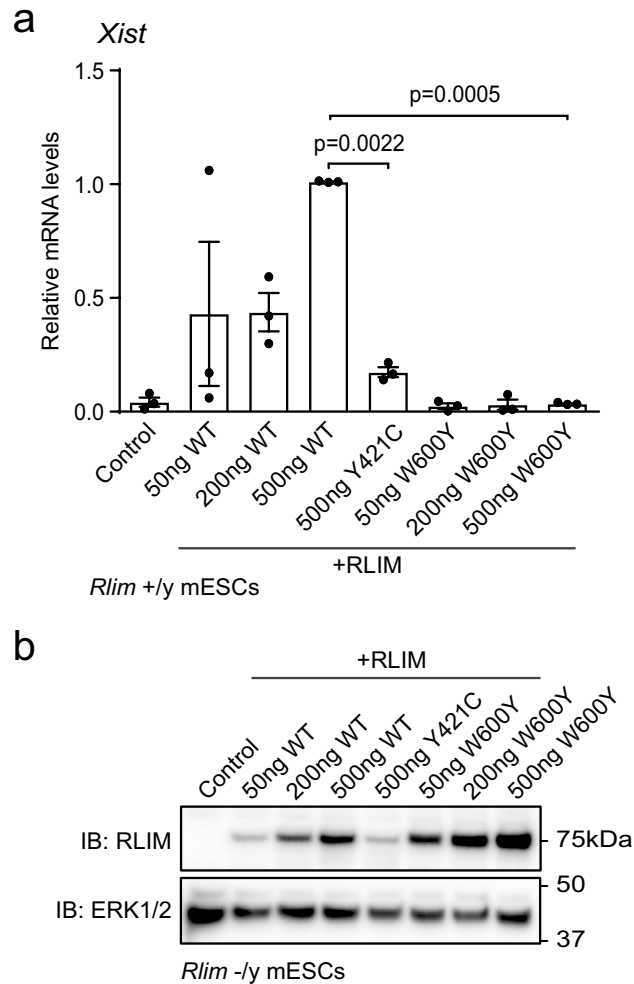 a
Xist
Relative mRNA levels
1.5
1.0
0.5
0.0
p=0.0005
p=0.0022
Control
50ng WT
200ng WT
500ng WT
500ng Y421C
50ng W600Y
200ng W600Y
500ng W600Y
+RLIM
Rlim +/y mESCs
b
+RLIM
Control
50ng WT
200ng WT
500ng WT
500ng Y421C
50ng W600Y
200ng W600Y
500ng W600Y
IB: RLIM
75kDa
IB: ERK1/2
50
37
Rlim -/y mESCs